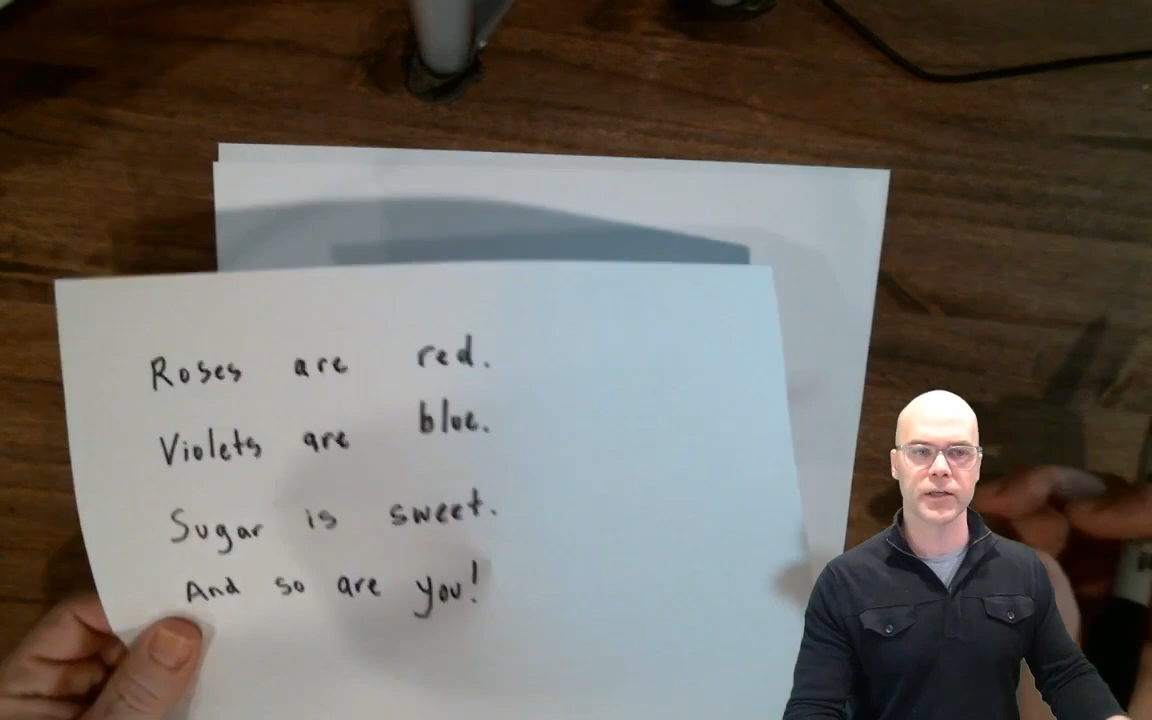 Roses are red.
Violets are blue.
Sugar is sweet.
And so are you!